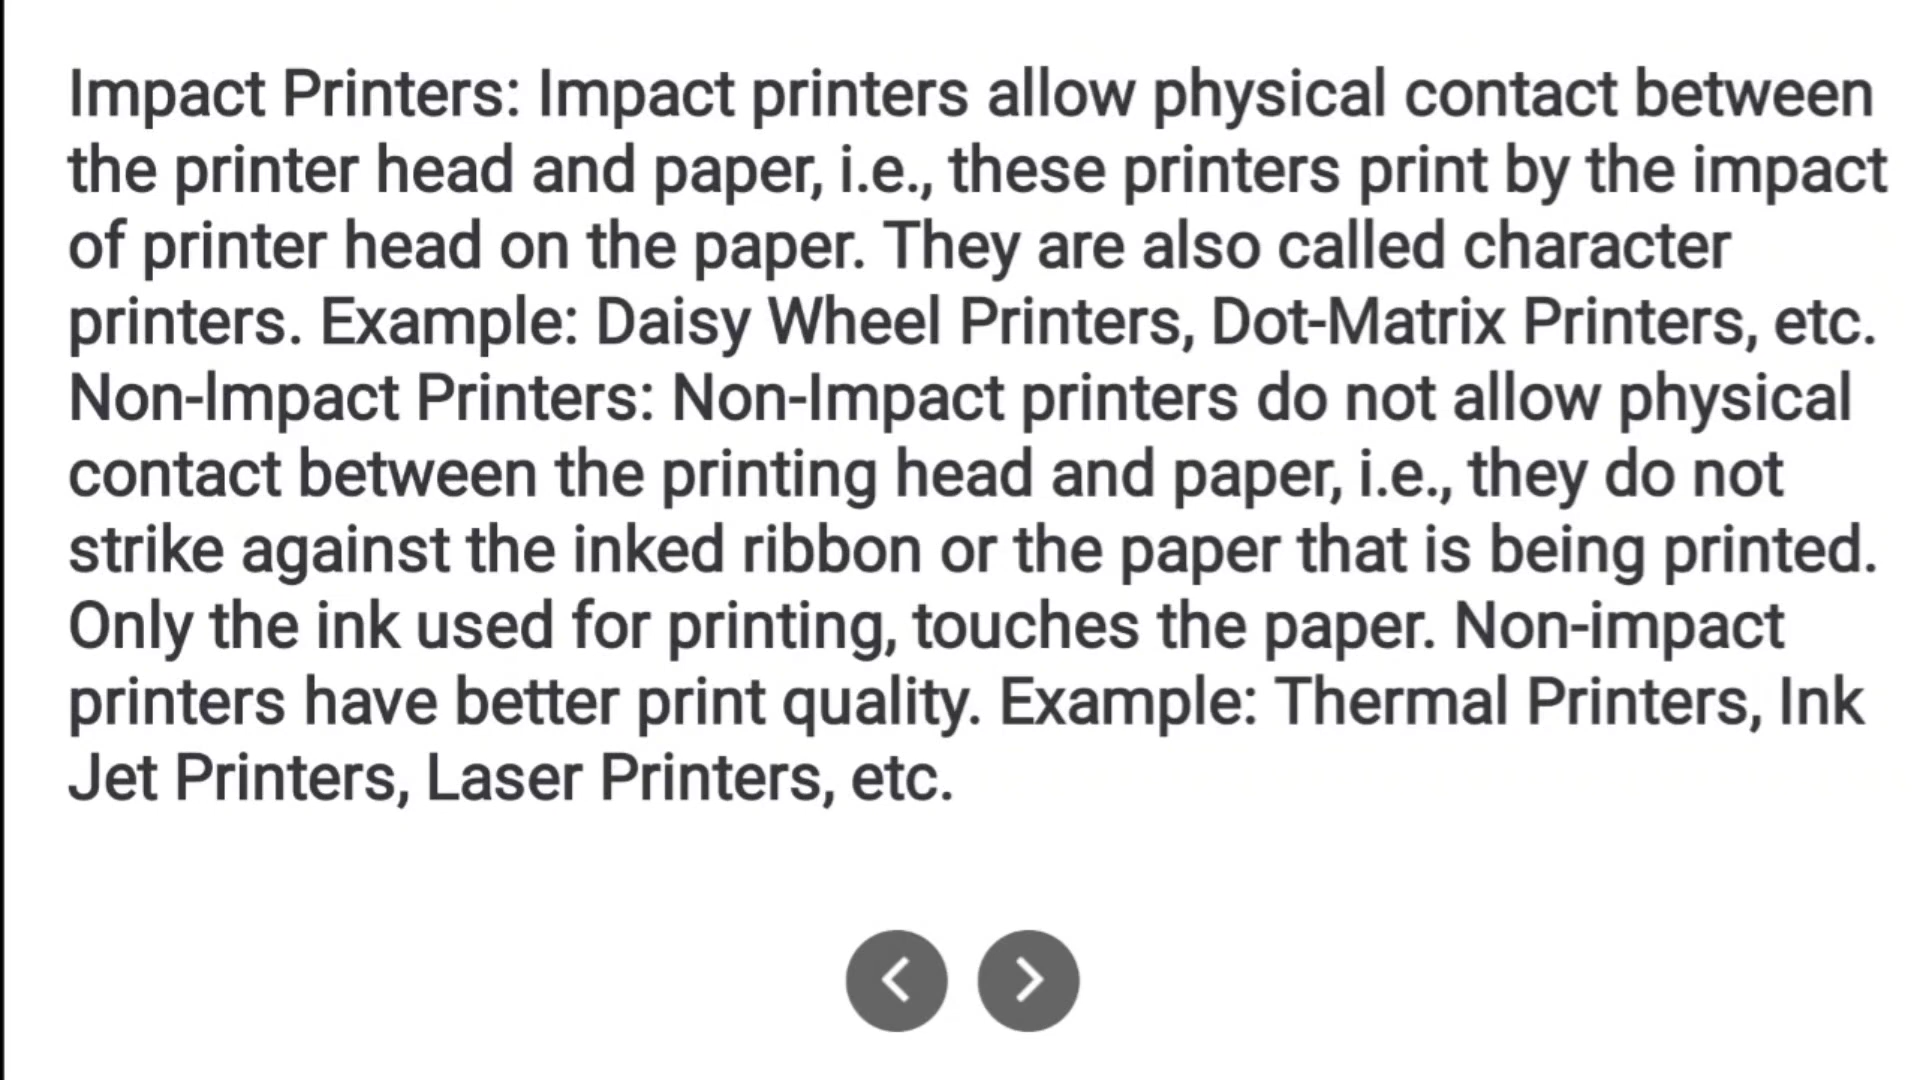 Impact Printers: Impact printers allow physical contact between
the printer head and paper, i.e., these printers print by the impact
of printer head on the paper. They are also called character
printers. Example: Daisy Wheel Printers, Dot-Matrix Printers, etc.
Non-Impact Printers: Non-Impact printers do not allow physical
contact between the printing head and paper, i.e., they do not
strike against the inked ribbon or the paper that is being printed.
Only the ink used for printing, touches the paper. Non-impact
printers have better print quality. Example: Thermal Printers, Ink
Jet Printers, Laser Printers, etc.